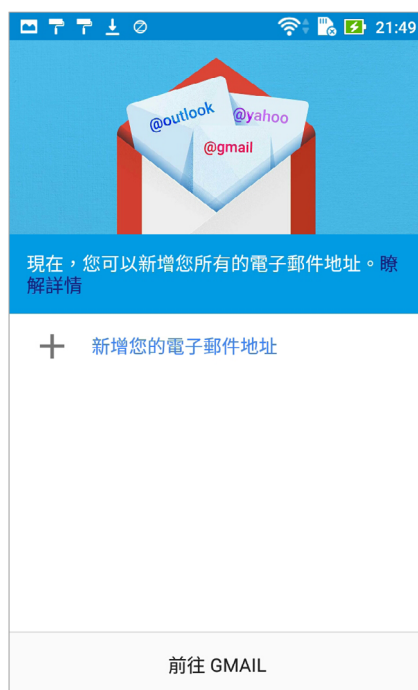 21:49
@outlook
@yahoo
@gmail
現在，您可以新增您所有的電子郵件地址。瞭
解詳情
新增您的電子郵件地址
前往 GMAIL